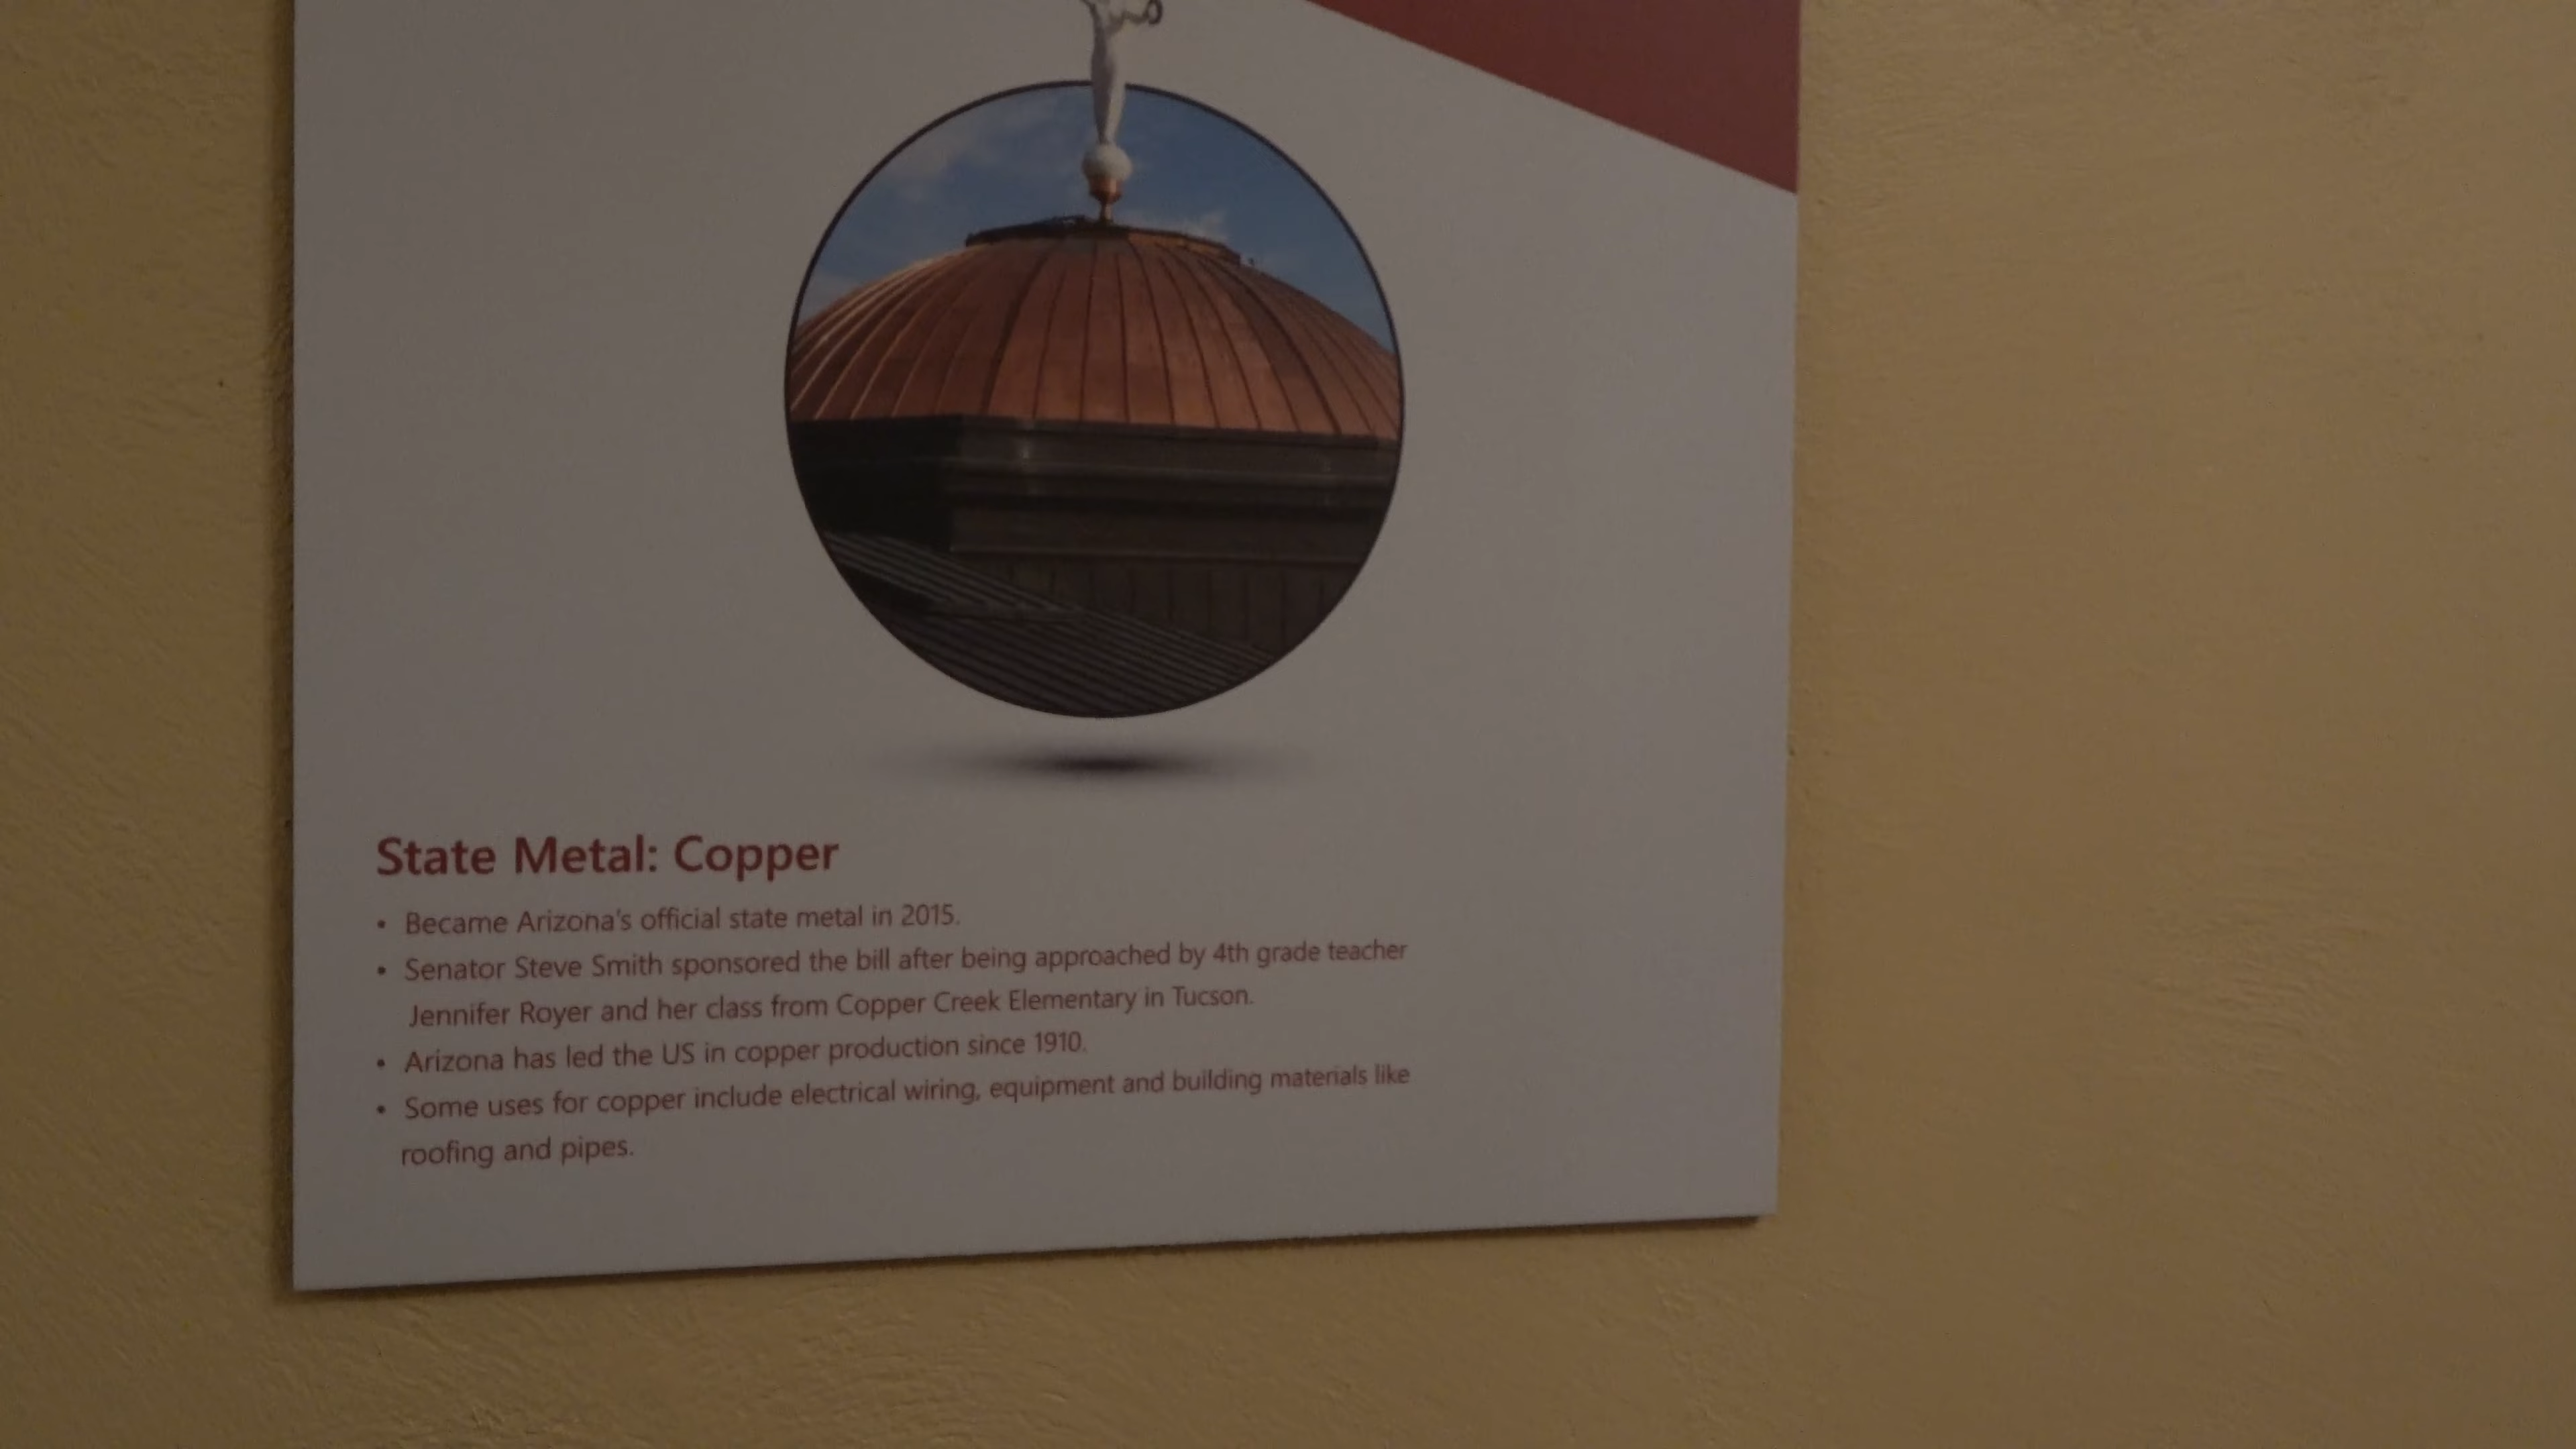 State Metal: Copper
• Became Arizona's official state metal in 2015.
• Senator Steve Smith sponsored the bill after being approached by 4th grade teacher
Jennifer Royer and her class from Copper Creek Elementary in Tucson.
• Arizona has led the US in copper production since 1910.
• Some uses for copper include electrical wiring, equipment and building materials like
roofing and pipes.